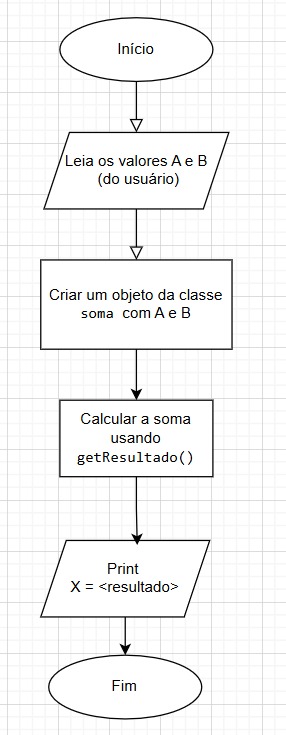 Início
Leia os valores A e B
(do usuário)
Criar um objeto da classe
soma com A e B
Calcular a soma
usando
getResultado()
Print
X = <resultado>
Fim